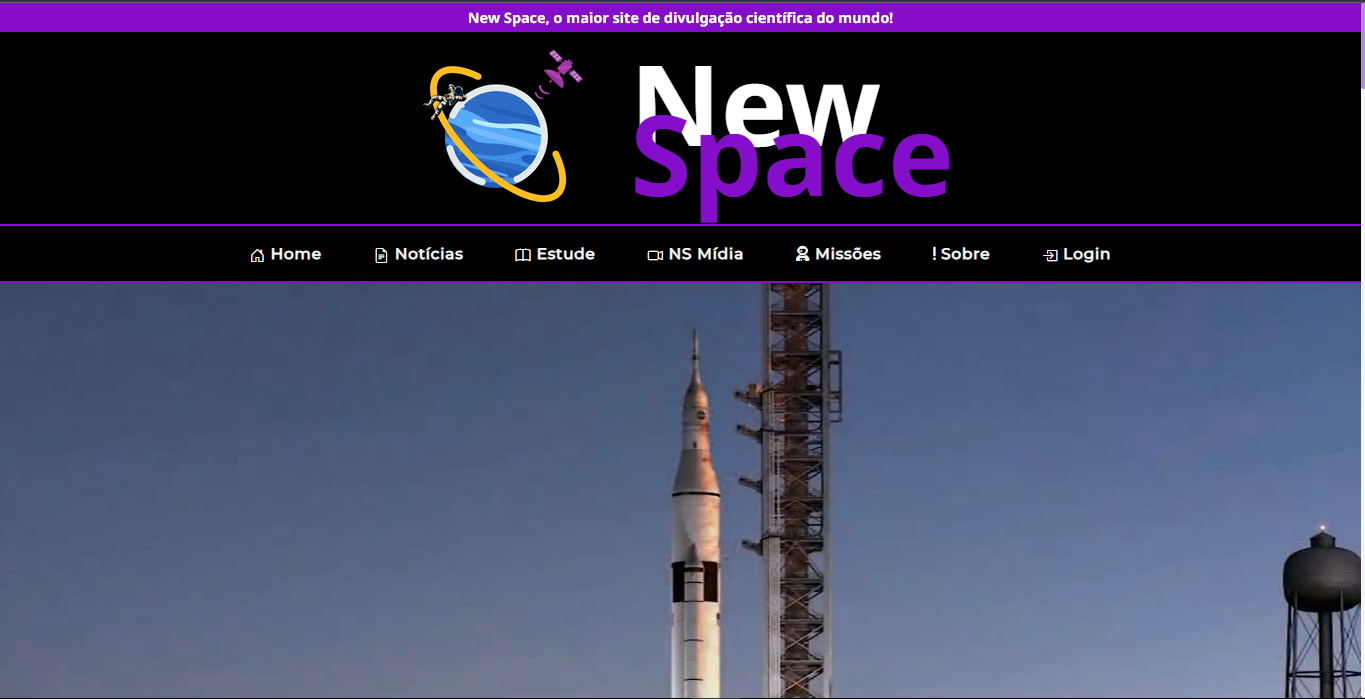 New Space, o maior site de divulgação científica do mundo!
New
Space
Home Notícias Estude NS Mídia Missões ! Sobre Login